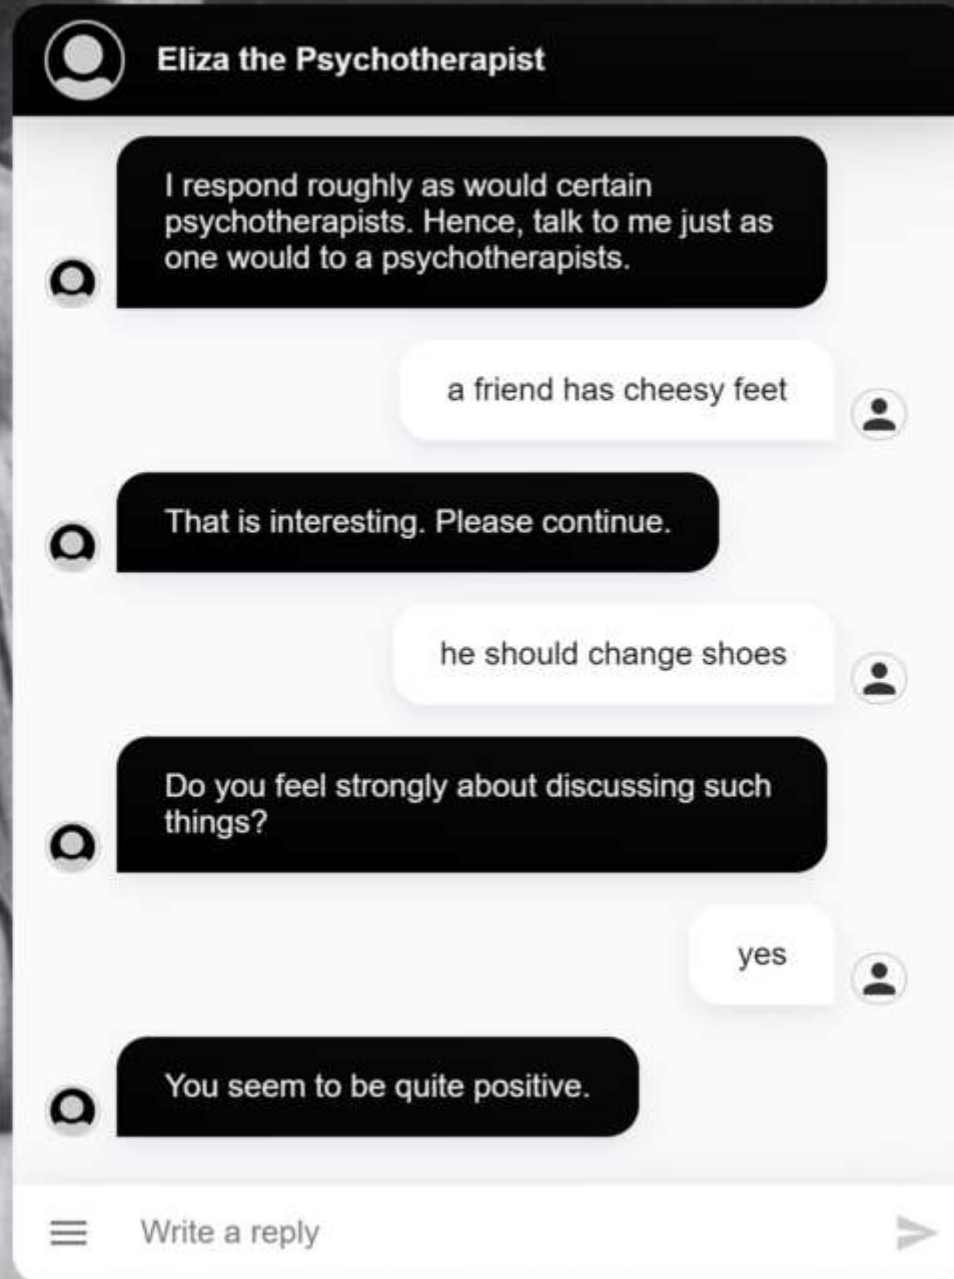 Eliza the Psychotherapist
I respond roughly as would certain
psychotherapists. Hence, talk to me just as
one would to a psychotherapists.
a friend has cheesy feet
That is interesting. Please continue.
he should change shoes
Do you feel strongly about discussing such
things?
yes
You seem to be quite positive.
Write a reply